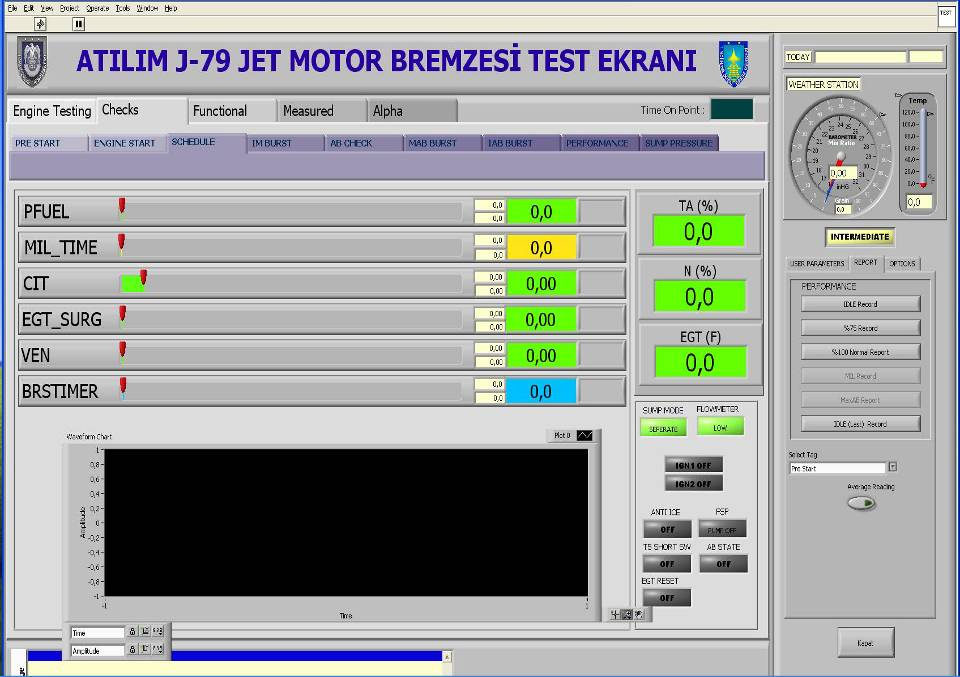 File Edit View Project Operate Tools Window Help
TEST
ATILIM J-79 JET MOTOR BREMZESİ TEST EKRANI
Engine Testing Checks Functional Measured Alpha Time On Point:
PRE START ENGINE START SCHEDULE IM BURST AB CHECK MAB BURST IAB BURST PERFORMANCE SUMP PRESSURE
PFUEL 0,0 0,0 0,0
MIL_TIME 0,0 0,0 0,0
CIT 0,00 0,00 0,00
EGT_SURG 0,00 0,00 0,00
VEN 0,00 0,00 0,00
BRSTIMER 0,0 0,0 0,0
TA (%)
0,0
N (%)
0,0
EGT (F)
0,0
Waveform Chart Plot 0
1-
0,8-
0,6-
0,4-
0,2-
0-
-0,2-
-0,4-
-0,6-
-0,8-
-1-
Amplitude
-1 1
Time
Time
Amplitude
SUMP MODE FLOWMETER
SEPERATE LOW
IGN1 OFF
IGN2 OFF
ANTI ICE PSP
OFF PUMP OFF
TS SHORT SW AB STATE
OFF OFF
EGT RESET
OFF
TODAY
WEATHER STATION
BAROMETER
Mix Ratio
0,00
inHG
Grain
0,0
Temp
120,0-
100,0-
80,0-
60,0-
40,0-
20,0-
0,0-
°F
0,0
INTERMEDIATE
USER PARAMETERS REPORT OPTIONS
PERFORMANCE
IDLE Record
%75 Record
%100 Normal Report
MIL Record
MaxAB Report
IDLE (Last) Record
Select Tag
Pre Start
Average Reading
Kapat